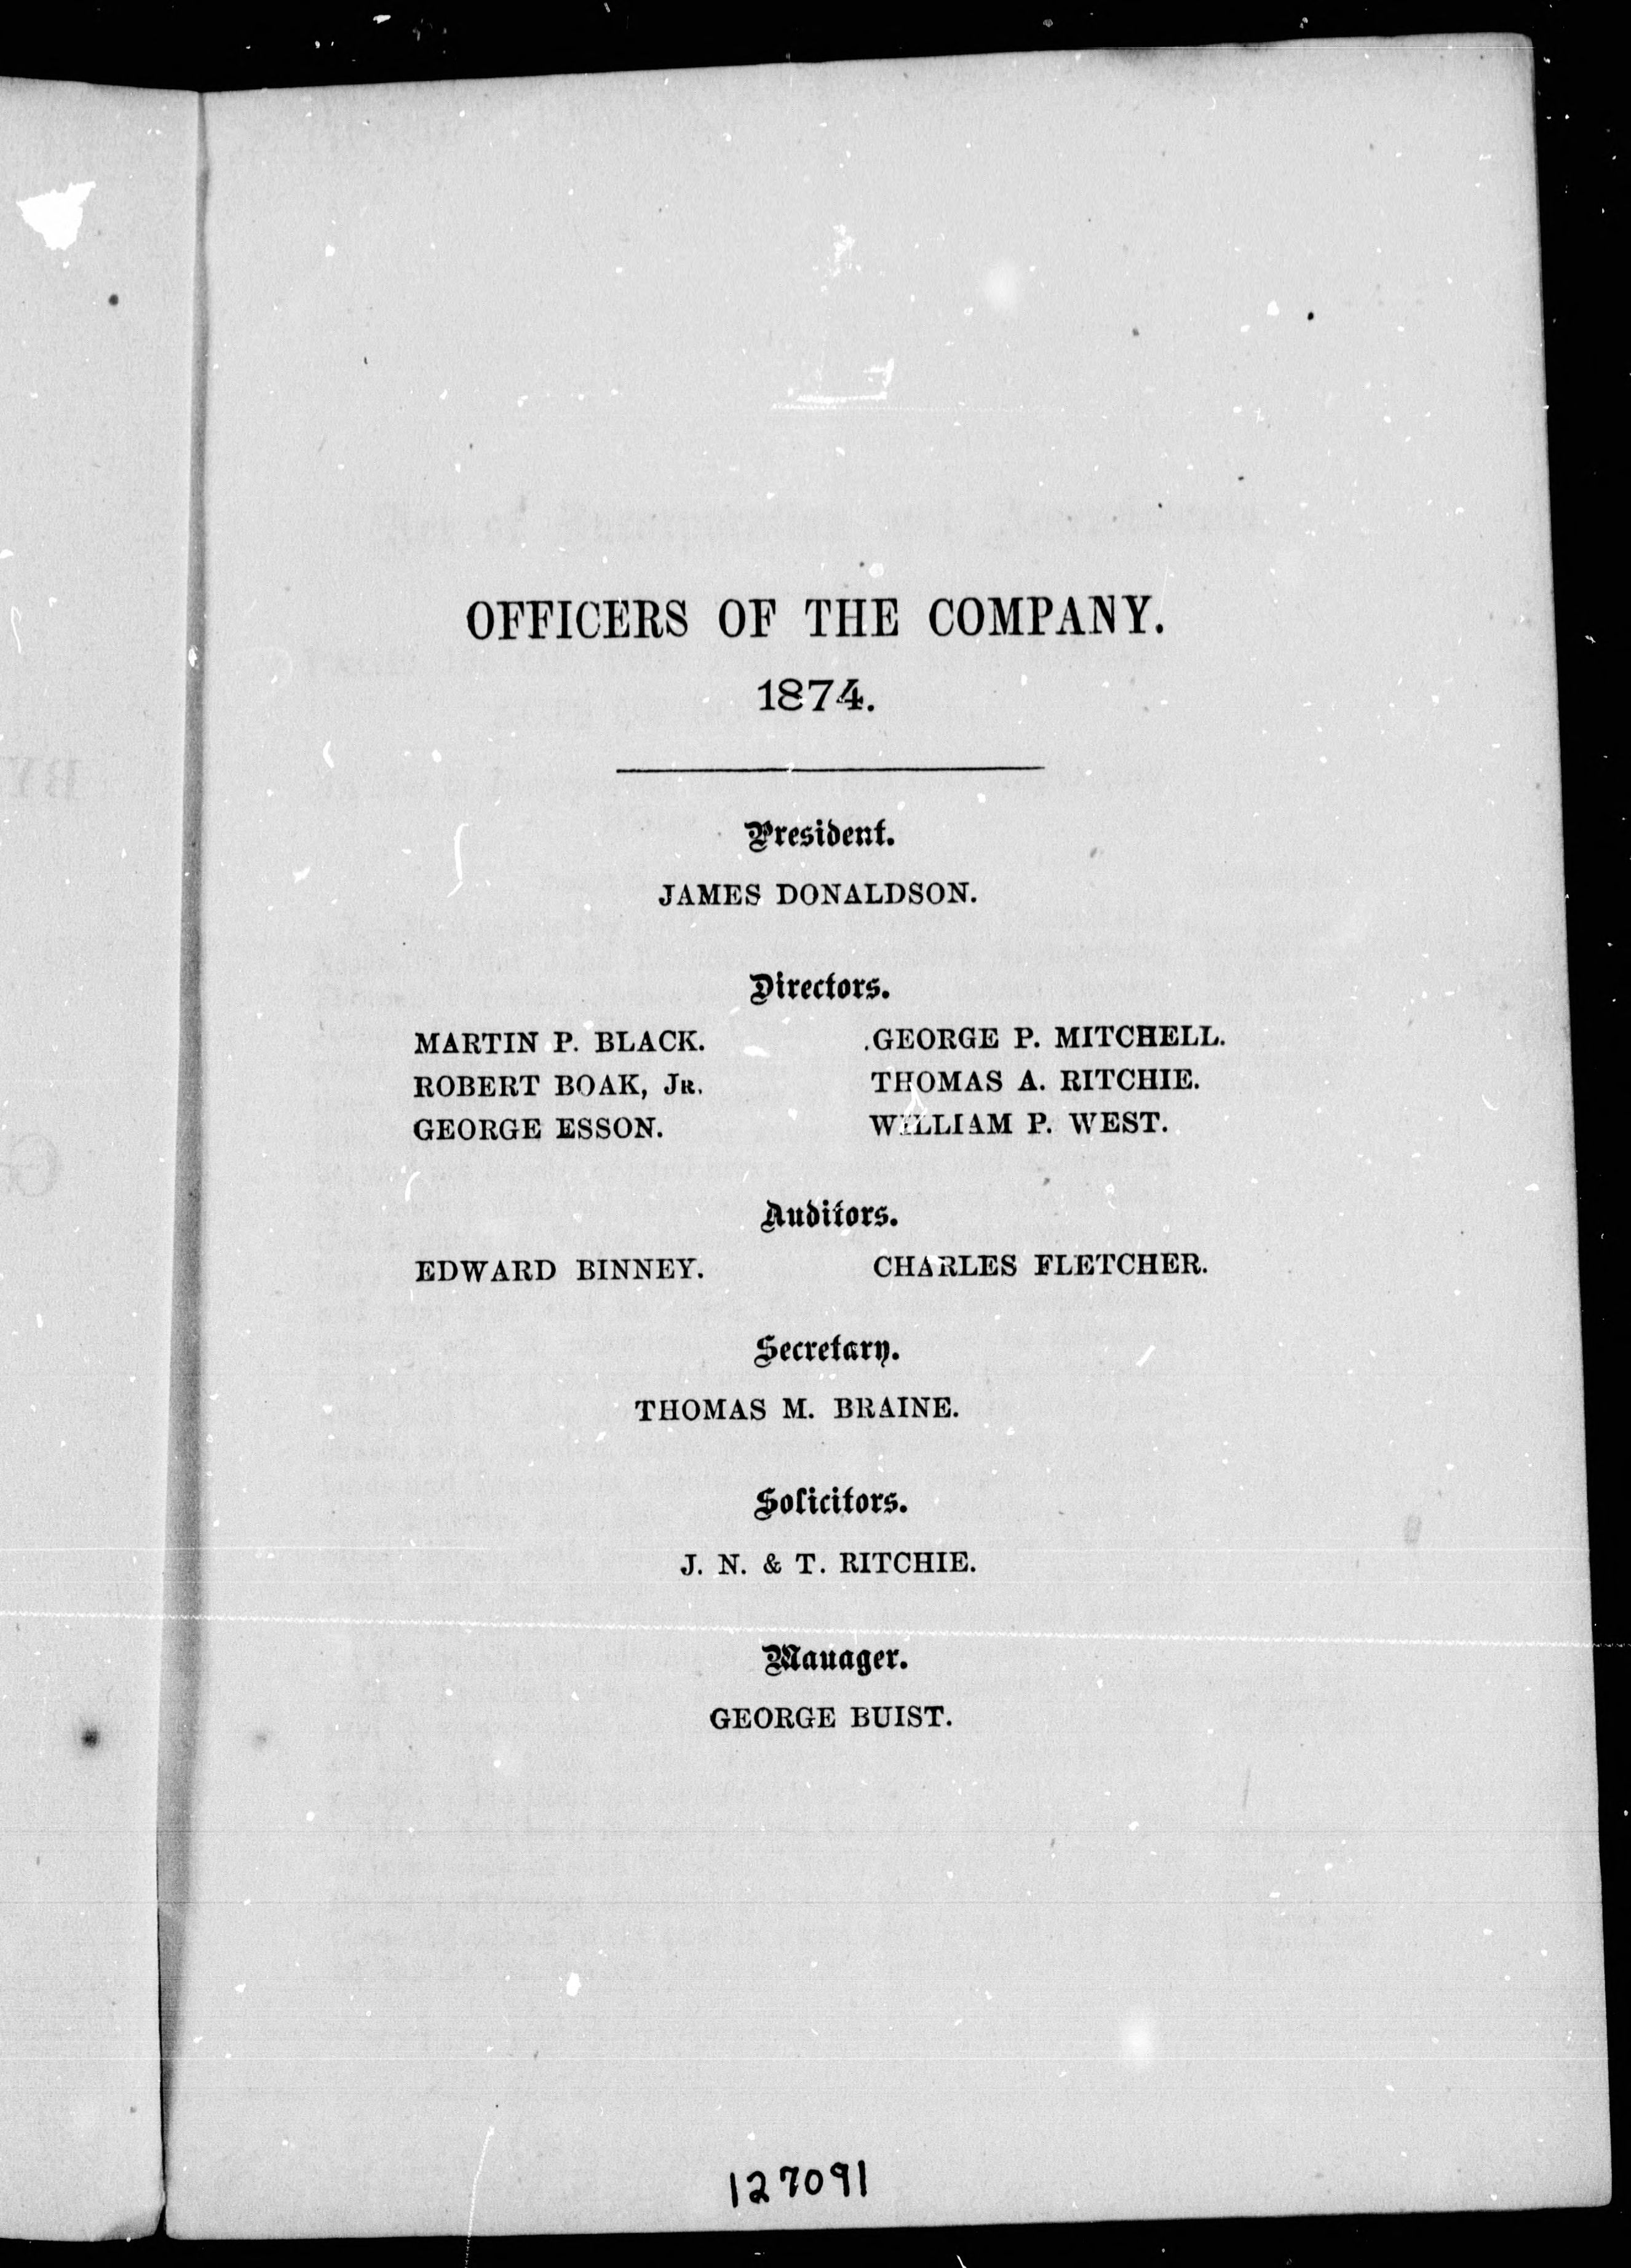 OFFICERS OF THE COMPANY.
1874.
President.
JAMES DONALDSON.
Directors.
MARTIN P. BLACK. GEORGE P. MITCHELL.
ROBERT BOAK, JR. THOMAS A. RITCHIE.
GEORGE ESSON. WILLIAM P. WEST.
Auditors.
EDWARD BINNEY. CHARLES FLETCHER.
Secretary.
THOMAS M. BRAINE.
Solicitors.
J. N. & T. RITCHIE.
Manager.
GEORGE BUIST.
127091